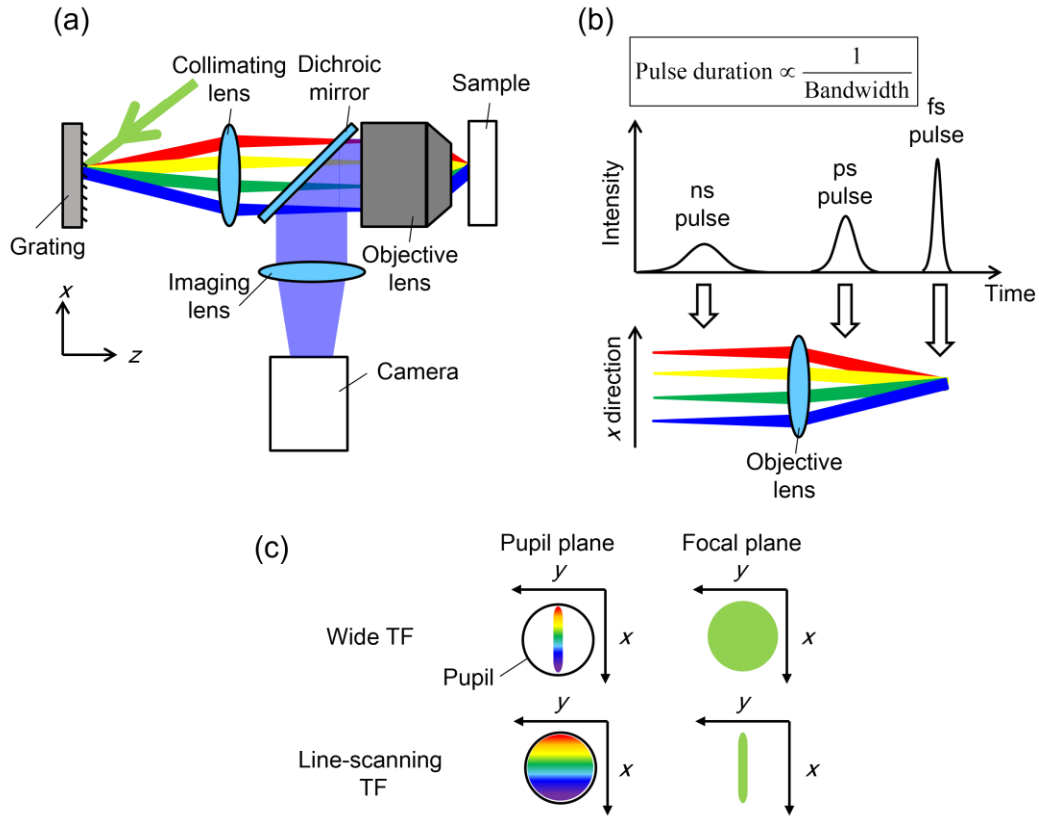 (a)
Collimating
lens
Dichroic
mirror
Sample
Grating
Imaging
lens
Objective
lens
x
z
Camera
(b)
Pulse duration ∝ 1
Bandwidth
fs
pulse
ps
pulse
ns
pulse
Intensity
Time
x direction
Objective
lens
(c)
Pupil plane
Focal plane
y
y
Wide TF
x
x
Pupil
y
y
Line-scanning
TF
x
x